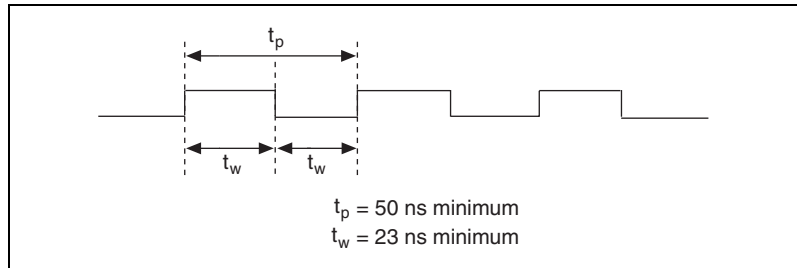 tp
tw tw
tp = 50 ns minimum
tw = 23 ns minimum